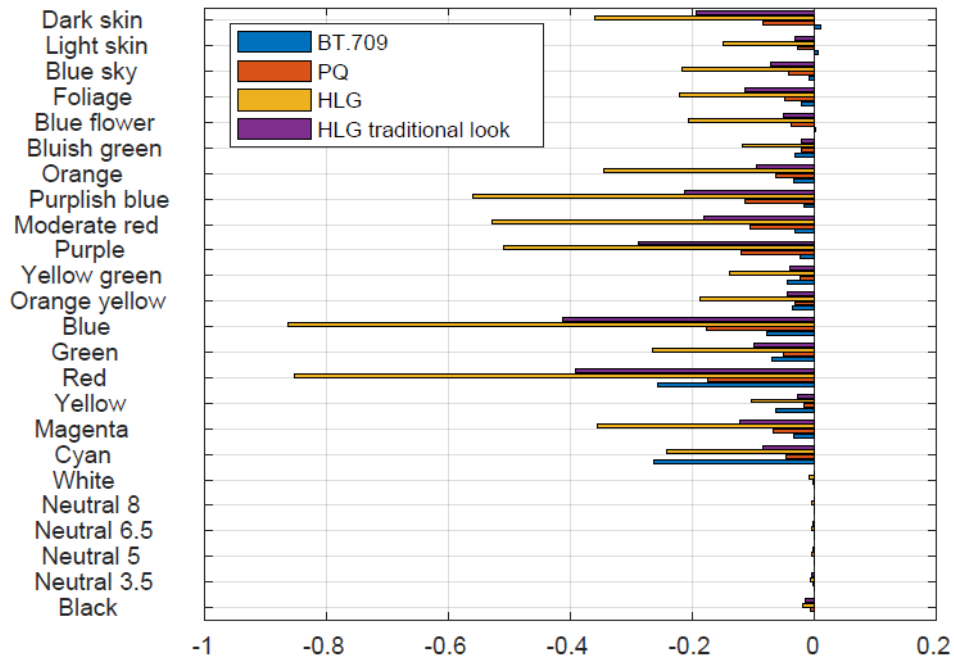 Dark skin
Light skin
Blue sky
Foliage
Blue flower
Bluish green
Orange
Purplish blue
Moderate red
Purple
Yellow green
Orange yellow
Blue
Green
Red
Yellow
Magenta
Cyan
White
Neutral 8
Neutral 6.5
Neutral 5
Neutral 3.5
Black
BT.709
PQ
HLG
HLG traditional look
-1 -0.8 -0.6 -0.4 -0.2 0 0.2